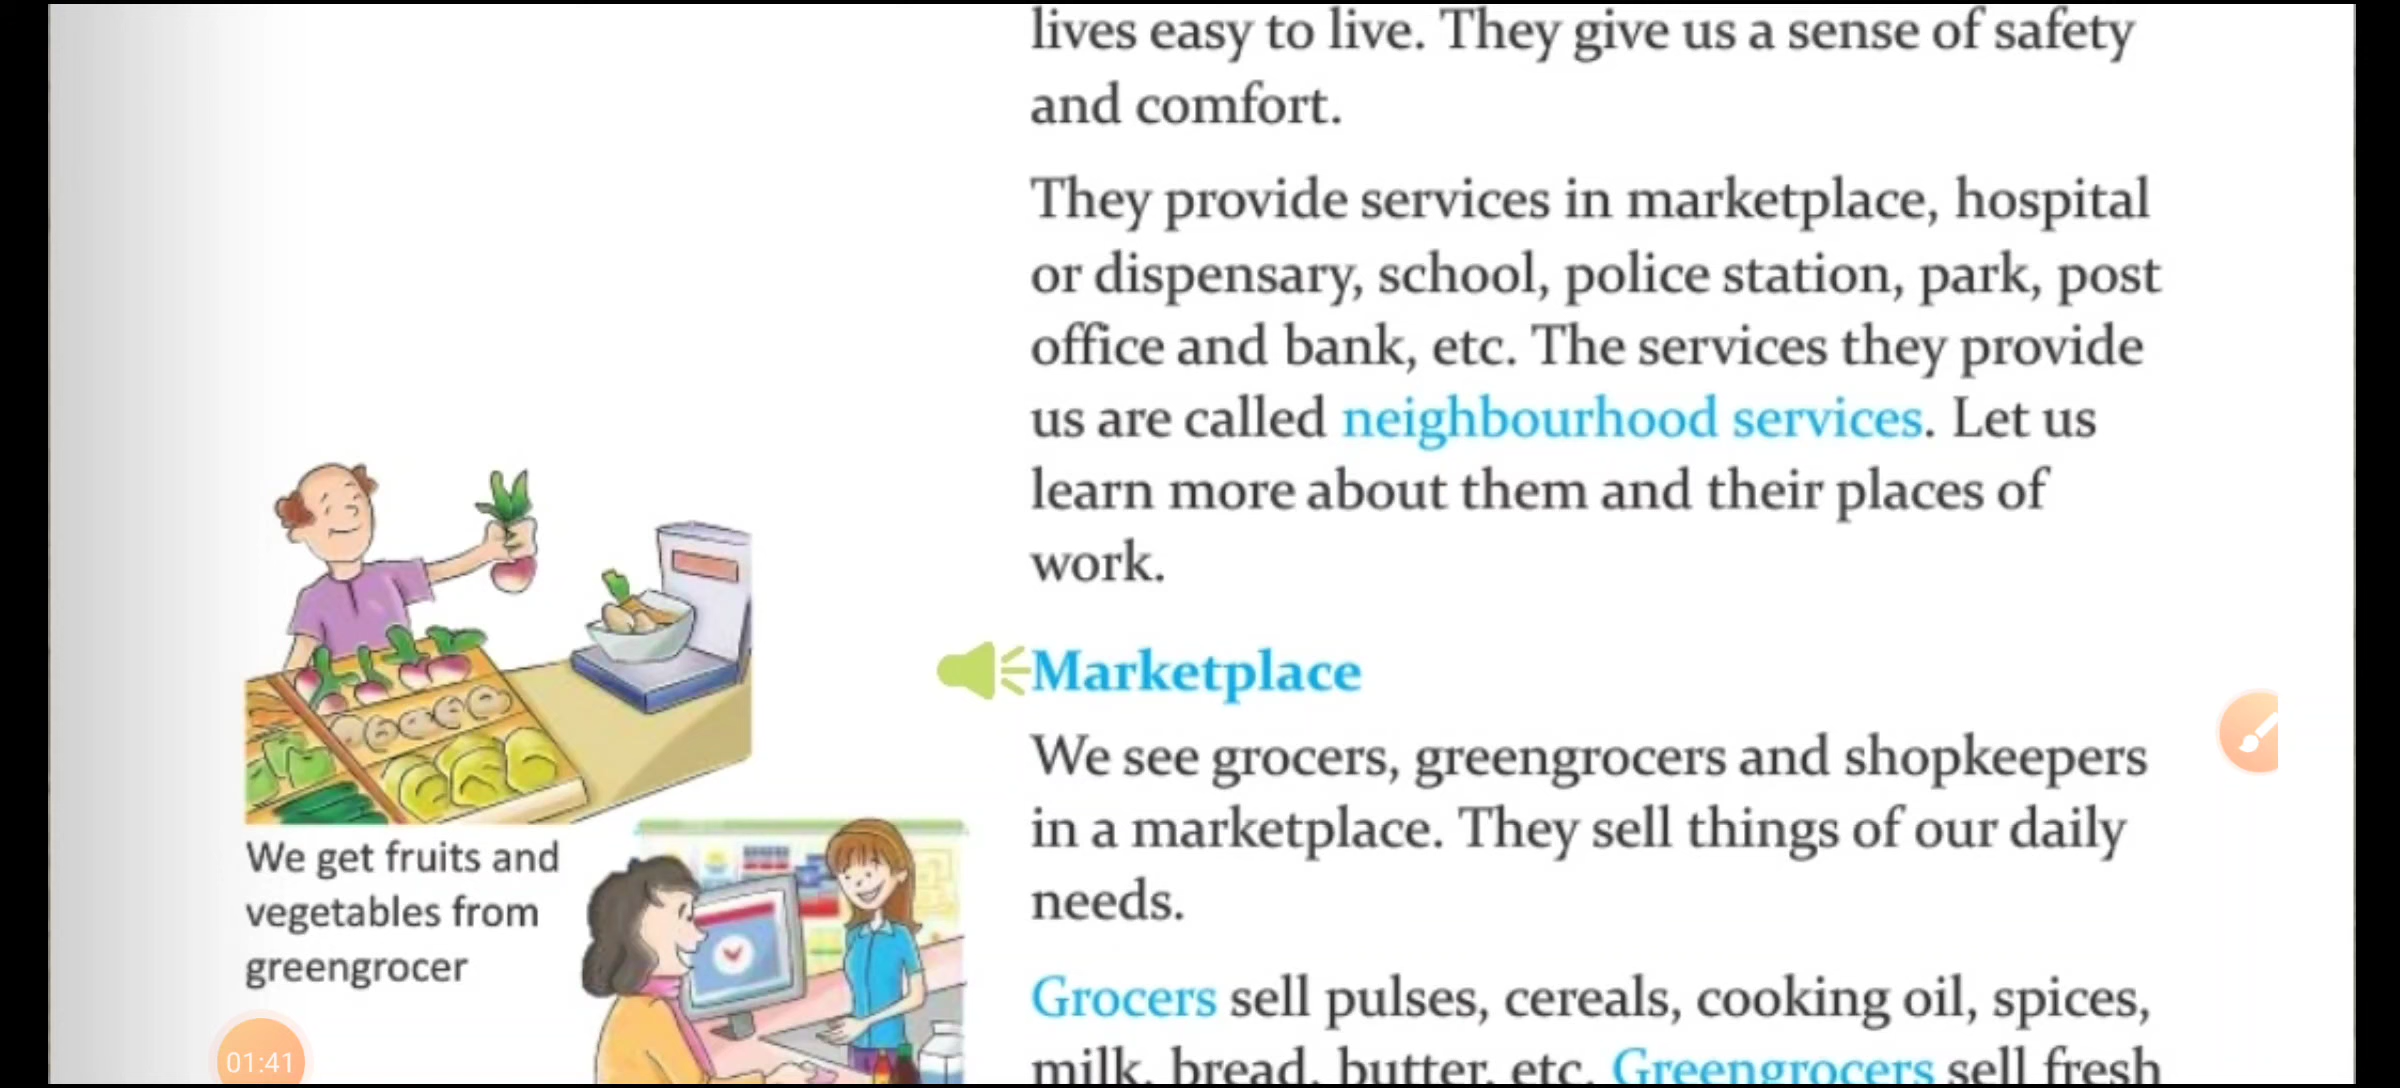 lives easy to live. They give us a sense of safety
and comfort.
They provide services in marketplace, hospital
or dispensary, school, police station, park, post
office and bank, etc. The services they provide
us are called neighbourhood services. Let us
learn more about them and their places of
work.
Marketplace
We see grocers, greengrocers and shopkeepers
in a marketplace. They sell things of our daily
needs.
Grocers sell pulses, cereals, cooking oil, spices,
milk, bread, butter, etc. Greengrocers sell fresh
We get fruits and
vegetables from
greengrocer
01:41